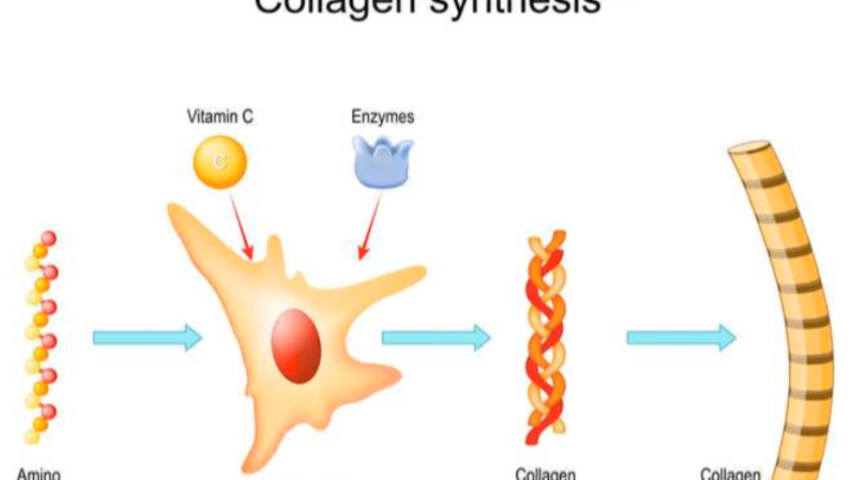 Collagen synthesis
Vitamin C
Enzymes
C
Amino
Collagen
Collagen